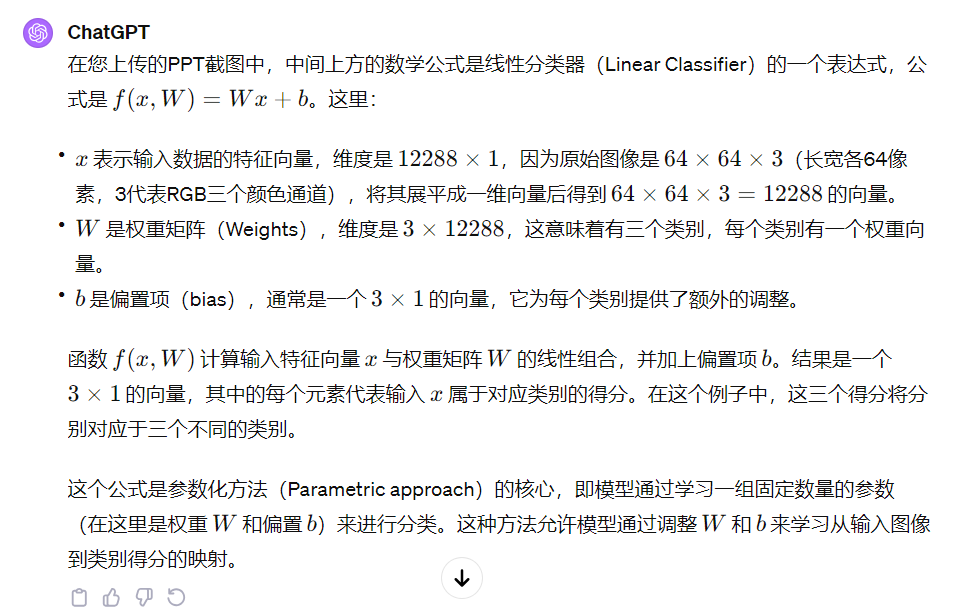 ChatGPT
在您上传的PPT截图中，中间上方的数学公式是线性分类器（Linear Classifier）的一个表达式，公
式是 f(x, W) = Wx + b。这里：
• x 表示输入数据的特征向量，维度是 12288 × 1，因为原始图像是 64 × 64 × 3（长宽各64像
素，3代表RGB三个颜色通道），将其展平成一维向量后得到 64 × 64 × 3 = 12288 的向量。
• W 是权重矩阵（Weights），维度是 3 × 12288，这意味着有三个类别，每个类别有一个权重向
量。
• b 是偏置项（bias），通常是一个 3 × 1 的向量，它为每个类别提供了额外的调整。
函数 f(x, W) 计算输入特征向量 x 与权重矩阵 W 的线性组合，并加上偏置项 b。结果是一个
3 × 1 的向量，其中的每个元素代表输入 x 属于对应类别的得分。在这个例子中，这三个得分将分
别对应于三个不同的类别。
这个公式是参数化方法（Parametric approach）的核心，即模型通过学习一组固定数量的参数
（在这里是权重 W 和偏置 b）来进行分类。这种方法允许模型通过调整 W 和 b 来学习从输入图像
到类别得分的映射。